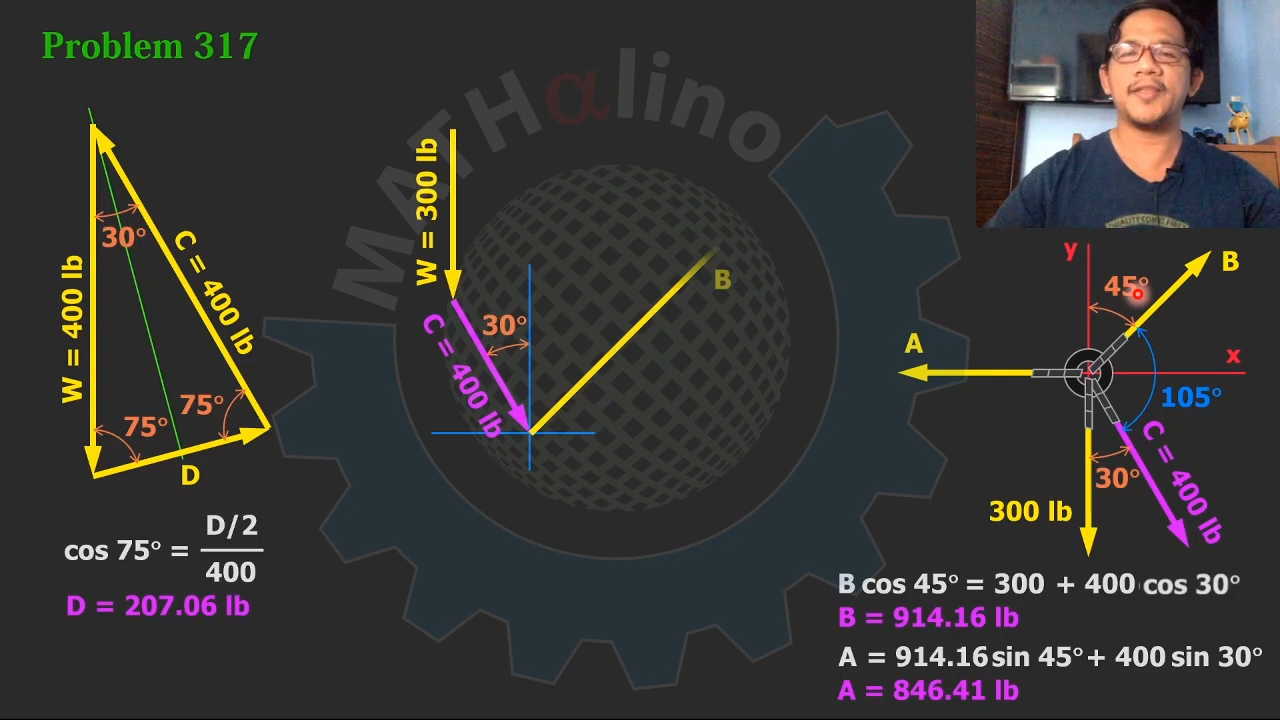 Problem 317
MATHαlino
W = 400 lb
30°
C = 400 lb
75°
75°
D
cos 75° = D/2
400
D = 207.06 lb
W = 300 lb
C = 400 lb
30°
B
y
45°
B
A
x
105°
30°
C = 400 lb
300 lb
B cos 45° = 300 + 400 cos 30°
B = 914.16 lb
A = 914.16 sin 45° + 400 sin 30°
A = 846.41 lb